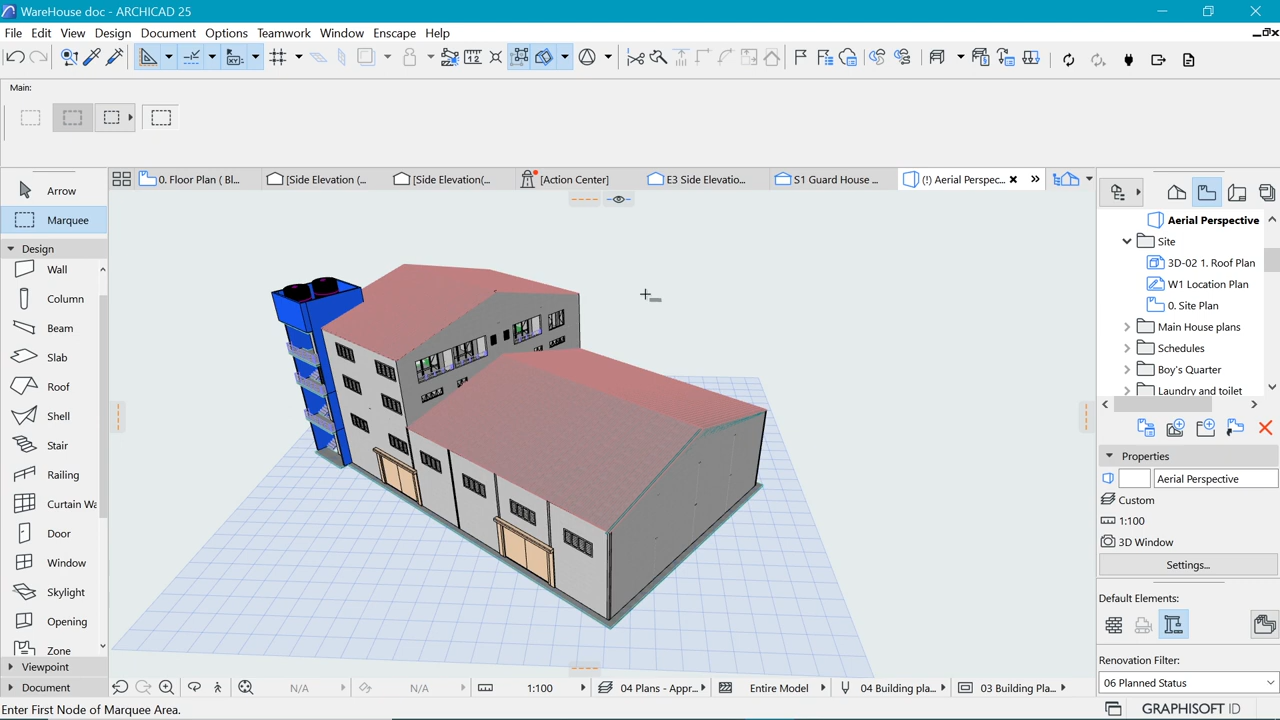 WareHouse doc - ARCHICAD 25
File Edit View Design Document Options Teamwork Window Enscape Help
Main:
Arrow
Marquee
Design
Wall
Column
Beam
Slab
Roof
Shell
Stair
Railing
Curtain Wa
Door
Window
Skylight
Opening
Zone
Viewpoint
Document
0. Floor Plan ( Bl... [Side Elevation (... [Side Elevation(... [Action Center] E3 Side Elevatio... S1 Guard House ... (!) Aerial Perspec...
Aerial Perspective
Site
3D-02 1. Roof Plan
W1 Location Plan
0. Site Plan
Main House plans
Schedules
Boy's Quarter
Laundry and toilet
Properties
Aerial Perspective
Custom
1:100
3D Window
Settings...
Default Elements:
Renovation Filter:
06 Planned Status
N/A N/A 1:100 04 Plans - Appr... Entire Model 04 Building pla... 03 Building Pla...
Enter First Node of Marquee Area.
GRAPHISOFT ID